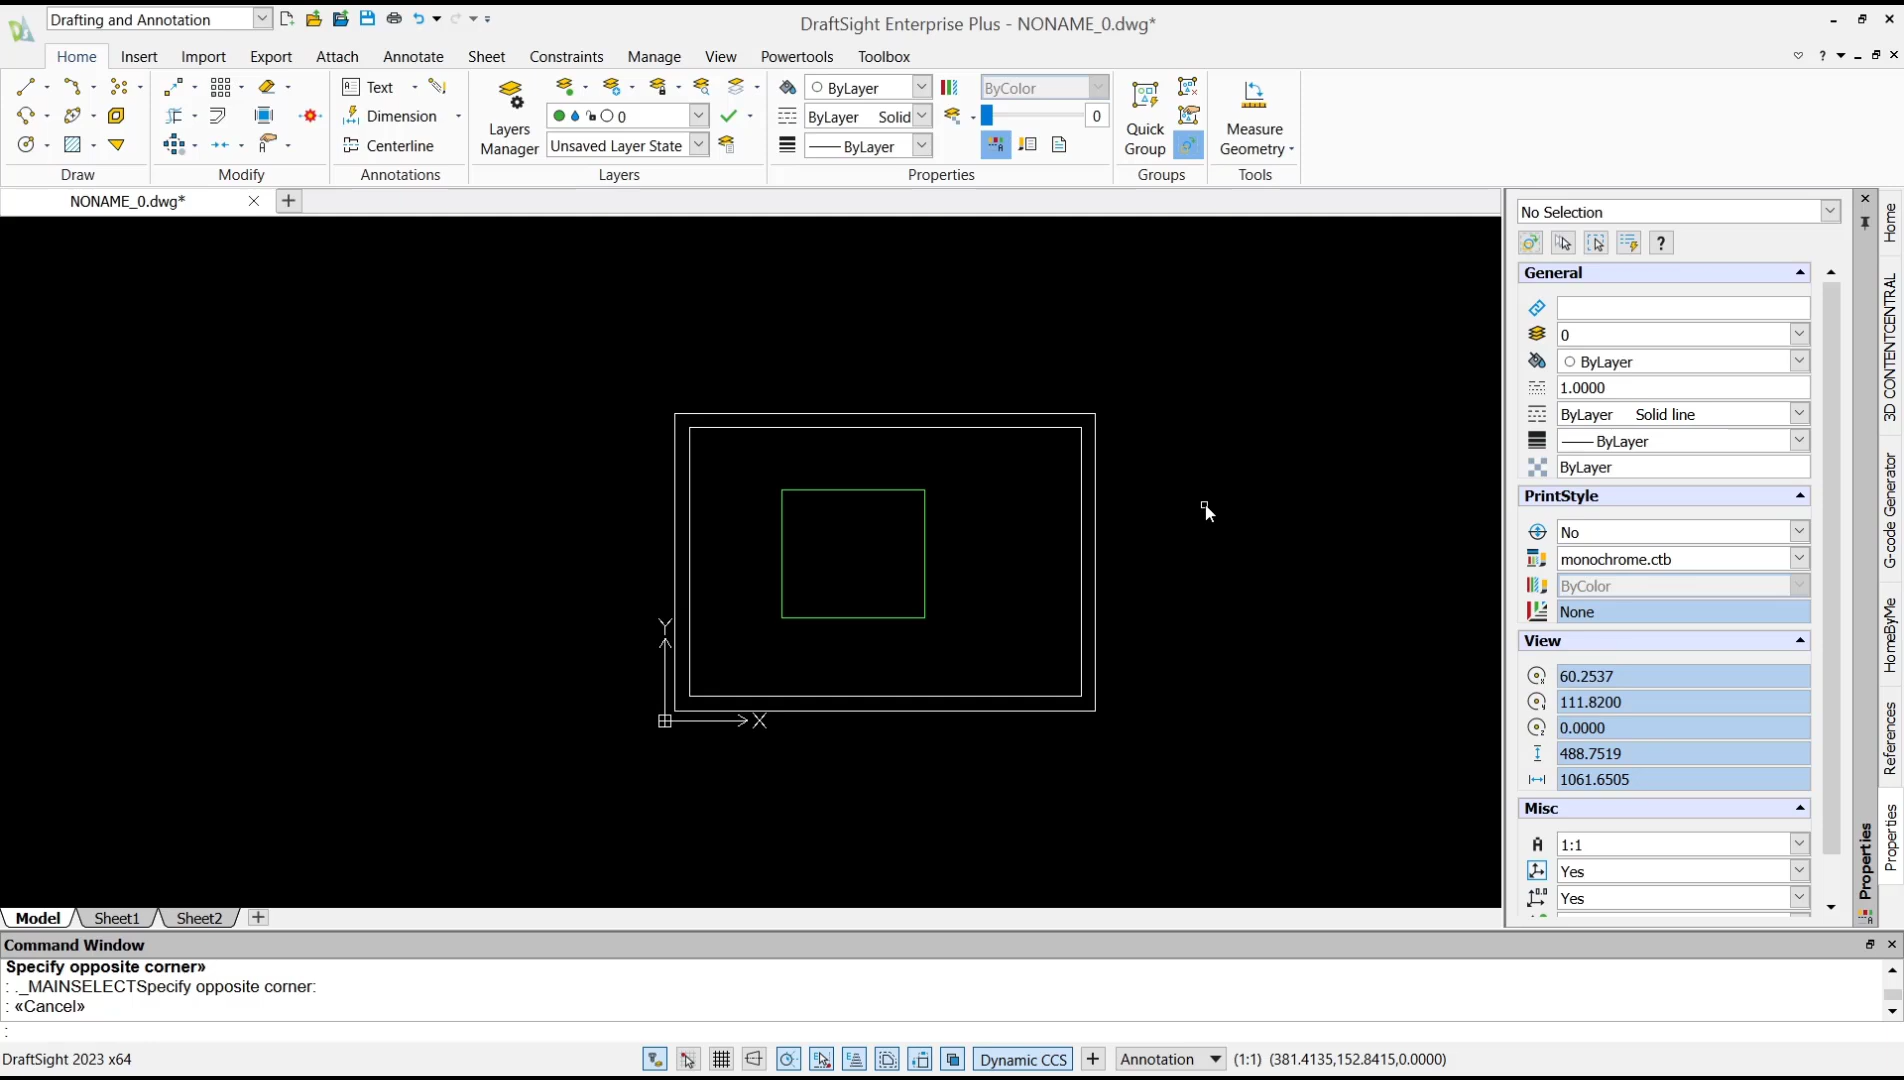 Drafting and Annotation
DraftSight Enterprise Plus - NONAME_0.dwg*
Home Insert Import Export Attach Annotate Sheet Constraints Manage View Powertools Toolbox
?
Text
Dimension
Centerline
Layers
Manager
0
Unsaved Layer State
ByLayer
ByLayer Solid
ByLayer
ByColor
0
Quick
Group
Measure
Geometry
Draw Modify Annotations Layers Properties Groups Tools
NONAME_0.dwg*
Y
X
No Selection
?
General
0
ByLayer
1.0000
ByLayer Solid line
ByLayer
ByLayer
PrintStyle
No
monochrome.ctb
ByColor
None
View
60.2537
111.8200
0.0000
488.7519
1061.6505
Misc
1:1
Yes
Yes
Properties
Home
3D CONTENTCENTRAL
G-code Generator
HomeByMe
References
Properties
Model Sheet1 Sheet2
Command Window
Specify opposite corner»
: ._MAINSELECTSpecify opposite corner:
: «Cancel»
:
DraftSight 2023 x64
Dynamic CCS
Annotation
(1:1) (381.4135,152.8415,0.0000)